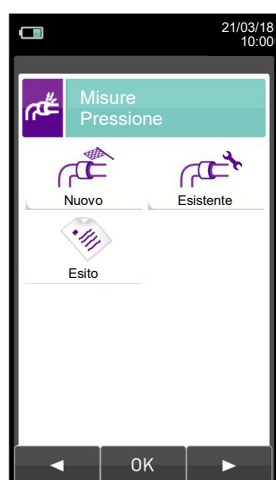 21/03/18
10:00
Misure
Pressione
Nuovo
Esistente
Esito
OK